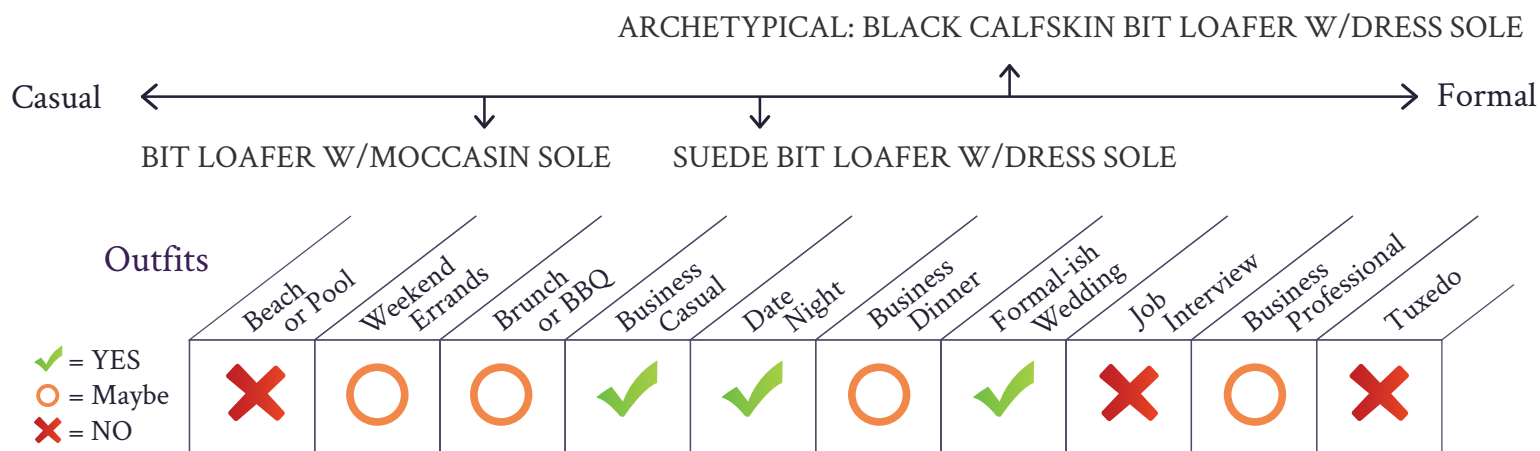 ARCHETYPICAL: BLACK CALFSKIN BIT LOAFER W/DRESS SOLE
Casual
Formal
BIT LOAFER W/MOCCASIN SOLE
SUEDE BIT LOAFER W/DRESS SOLE
Outfits
Beach
or Pool
Weekend
Errands
Brunch
or BBQ
Business
Casual
Date
Night
Business
Dinner
Formal-ish
Wedding
Job
Interview
Business
Professional
Tuxedo
= YES
= Maybe
= NO